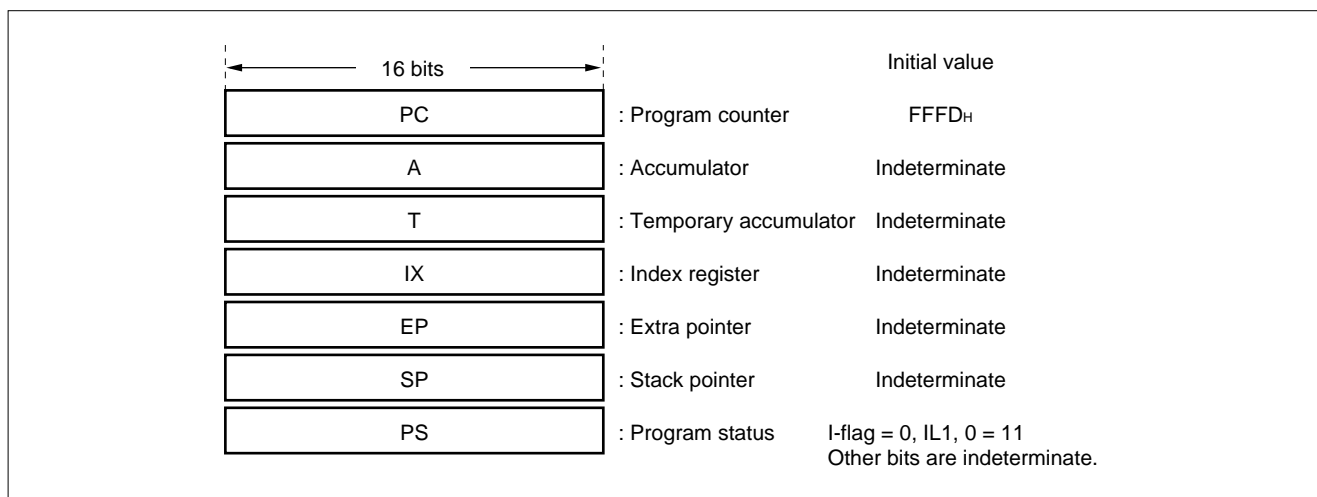 16 bits
Initial value
PC : Program counter FFFDH
A : Accumulator Indeterminate
T : Temporary accumulator Indeterminate
IX : Index register Indeterminate
EP : Extra pointer Indeterminate
SP : Stack pointer Indeterminate
PS : Program status I-flag = 0, IL1, 0 = 11
Other bits are indeterminate.